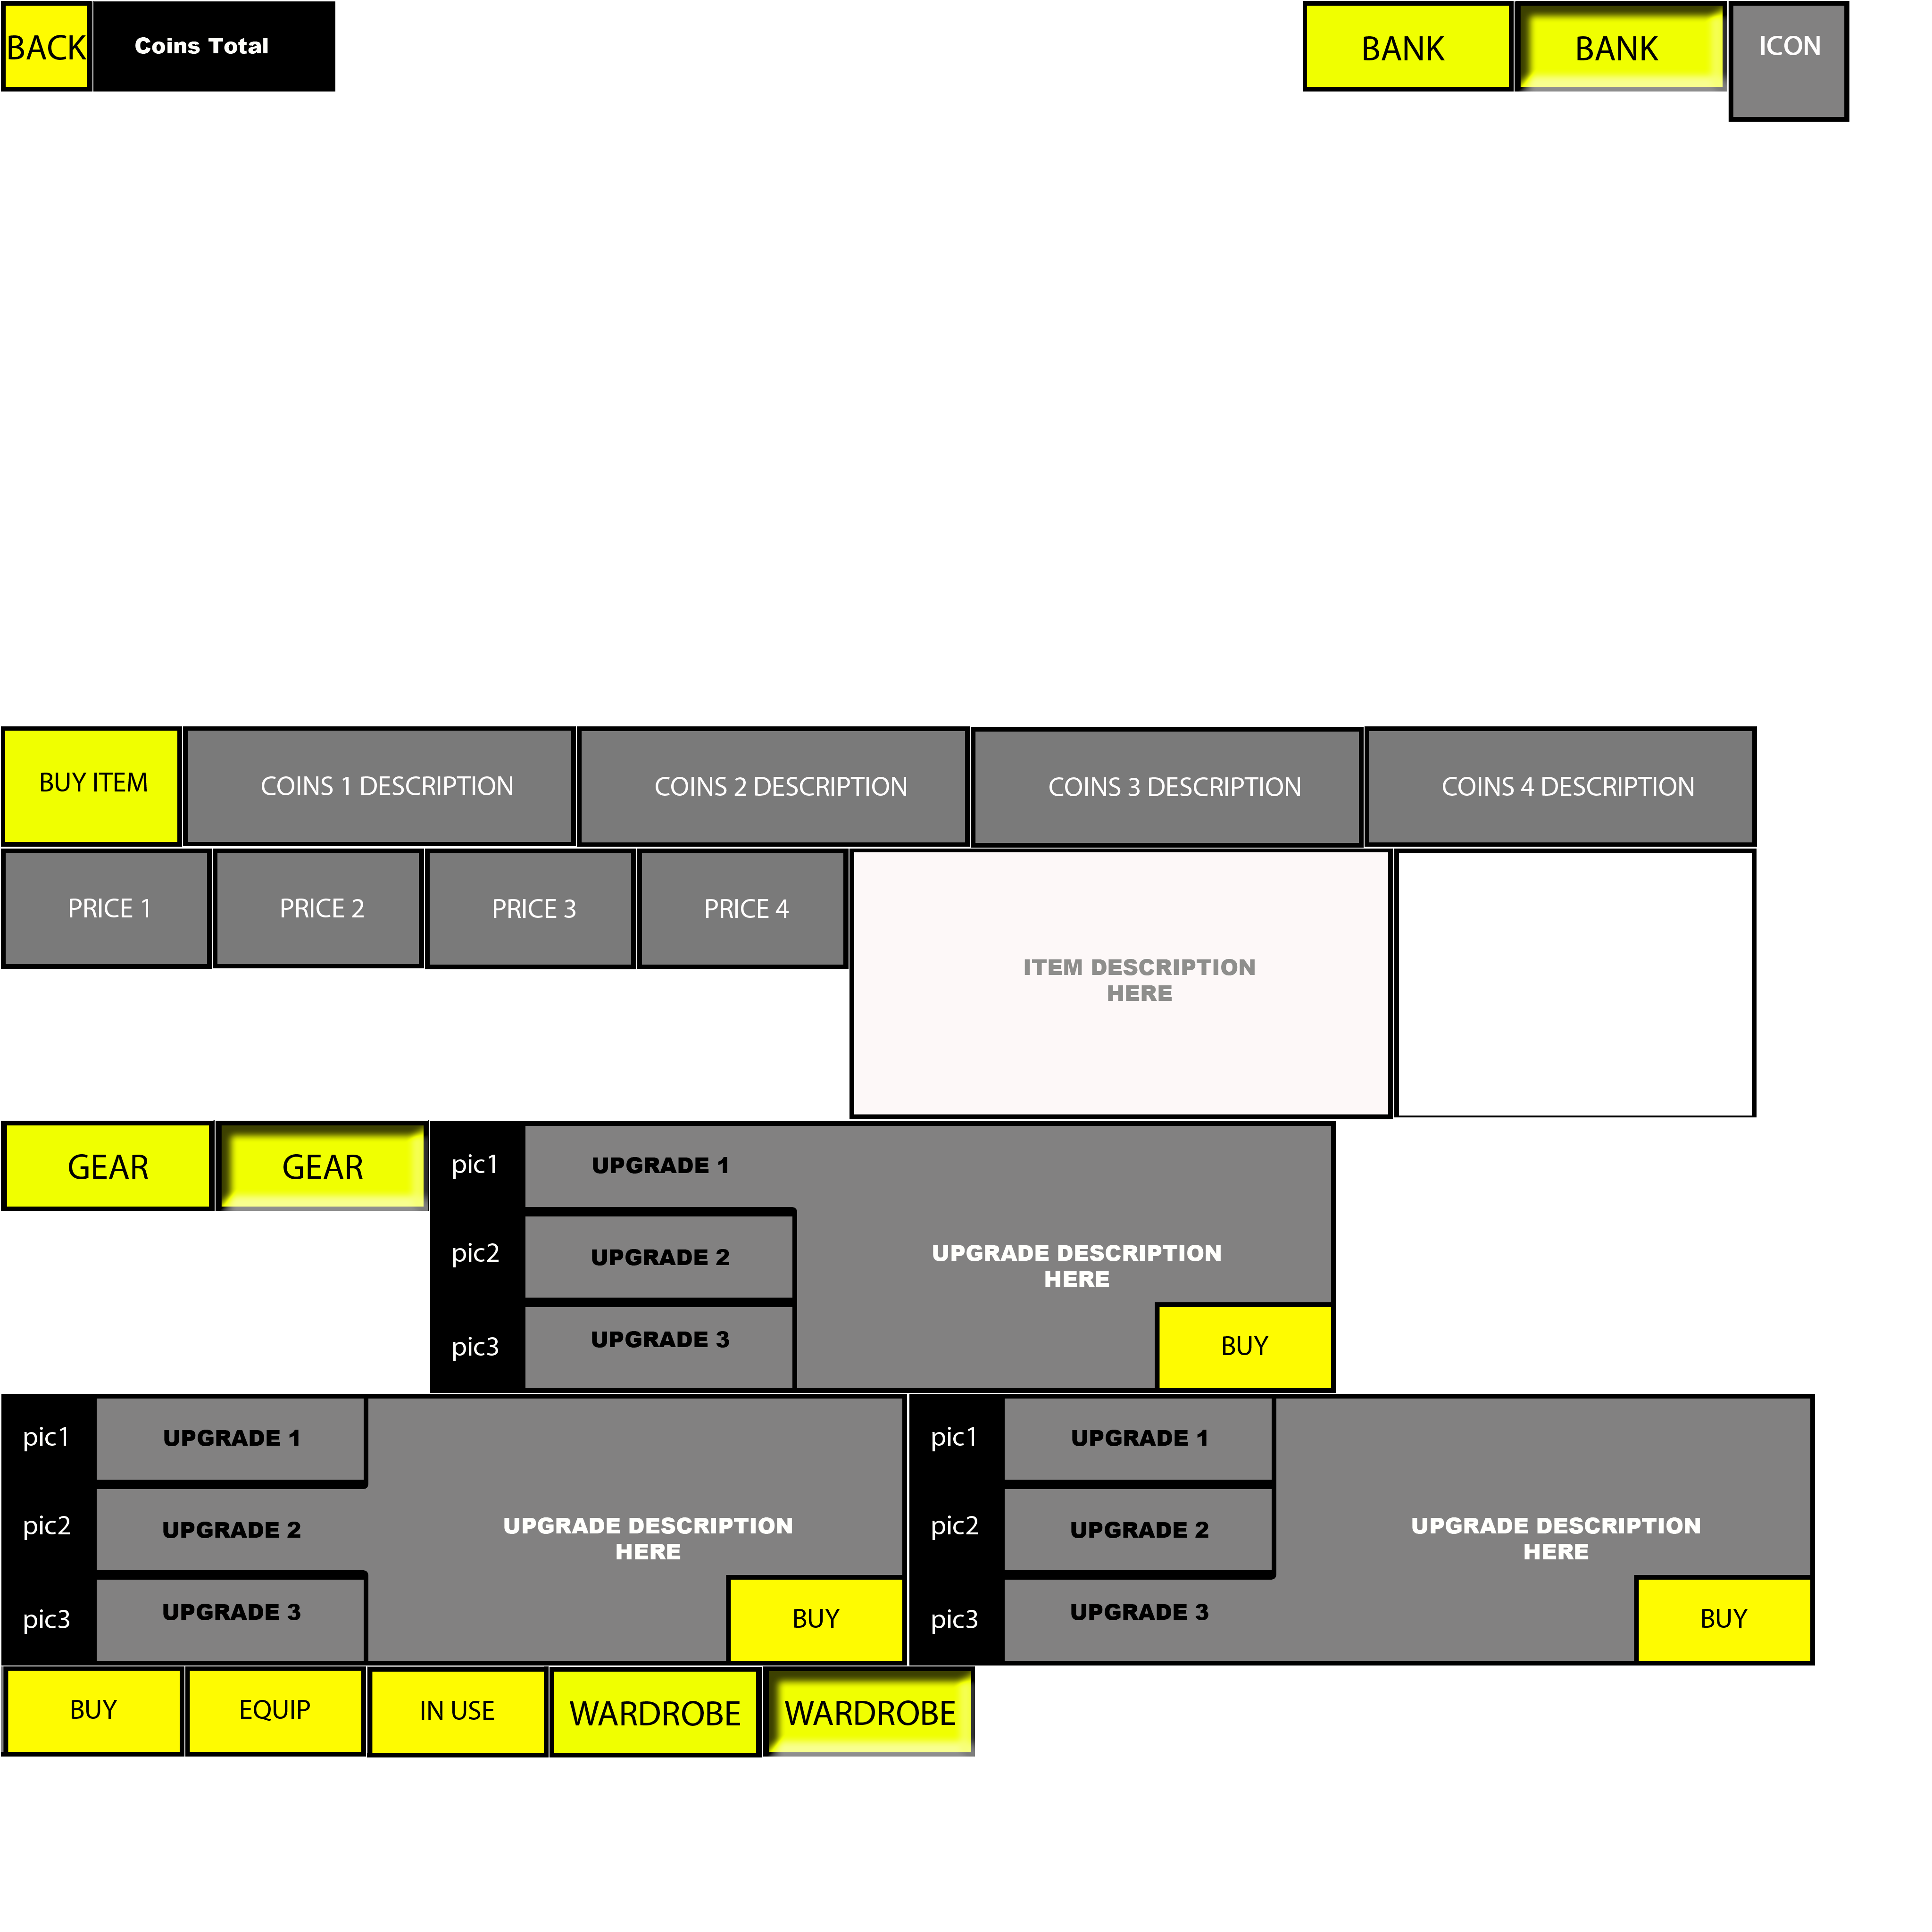 BACK
Coins Total
BANK
BANK
ICON
BUY ITEM
COINS 1 DESCRIPTION
COINS 2 DESCRIPTION
COINS 3 DESCRIPTION
COINS 4 DESCRIPTION
PRICE 1
PRICE 2
PRICE 3
PRICE 4
ITEM DESCRIPTION
HERE
GEAR
GEAR
pic1
UPGRADE 1
pic2
UPGRADE 2
pic3
UPGRADE 3
UPGRADE DESCRIPTION
HERE
BUY
pic1
UPGRADE 1
pic2
UPGRADE 2
pic3
UPGRADE 3
UPGRADE DESCRIPTION
HERE
BUY
pic1
UPGRADE 1
pic2
UPGRADE 2
pic3
UPGRADE 3
UPGRADE DESCRIPTION
HERE
BUY
BUY
EQUIP
IN USE
WARDROBE
WARDROBE